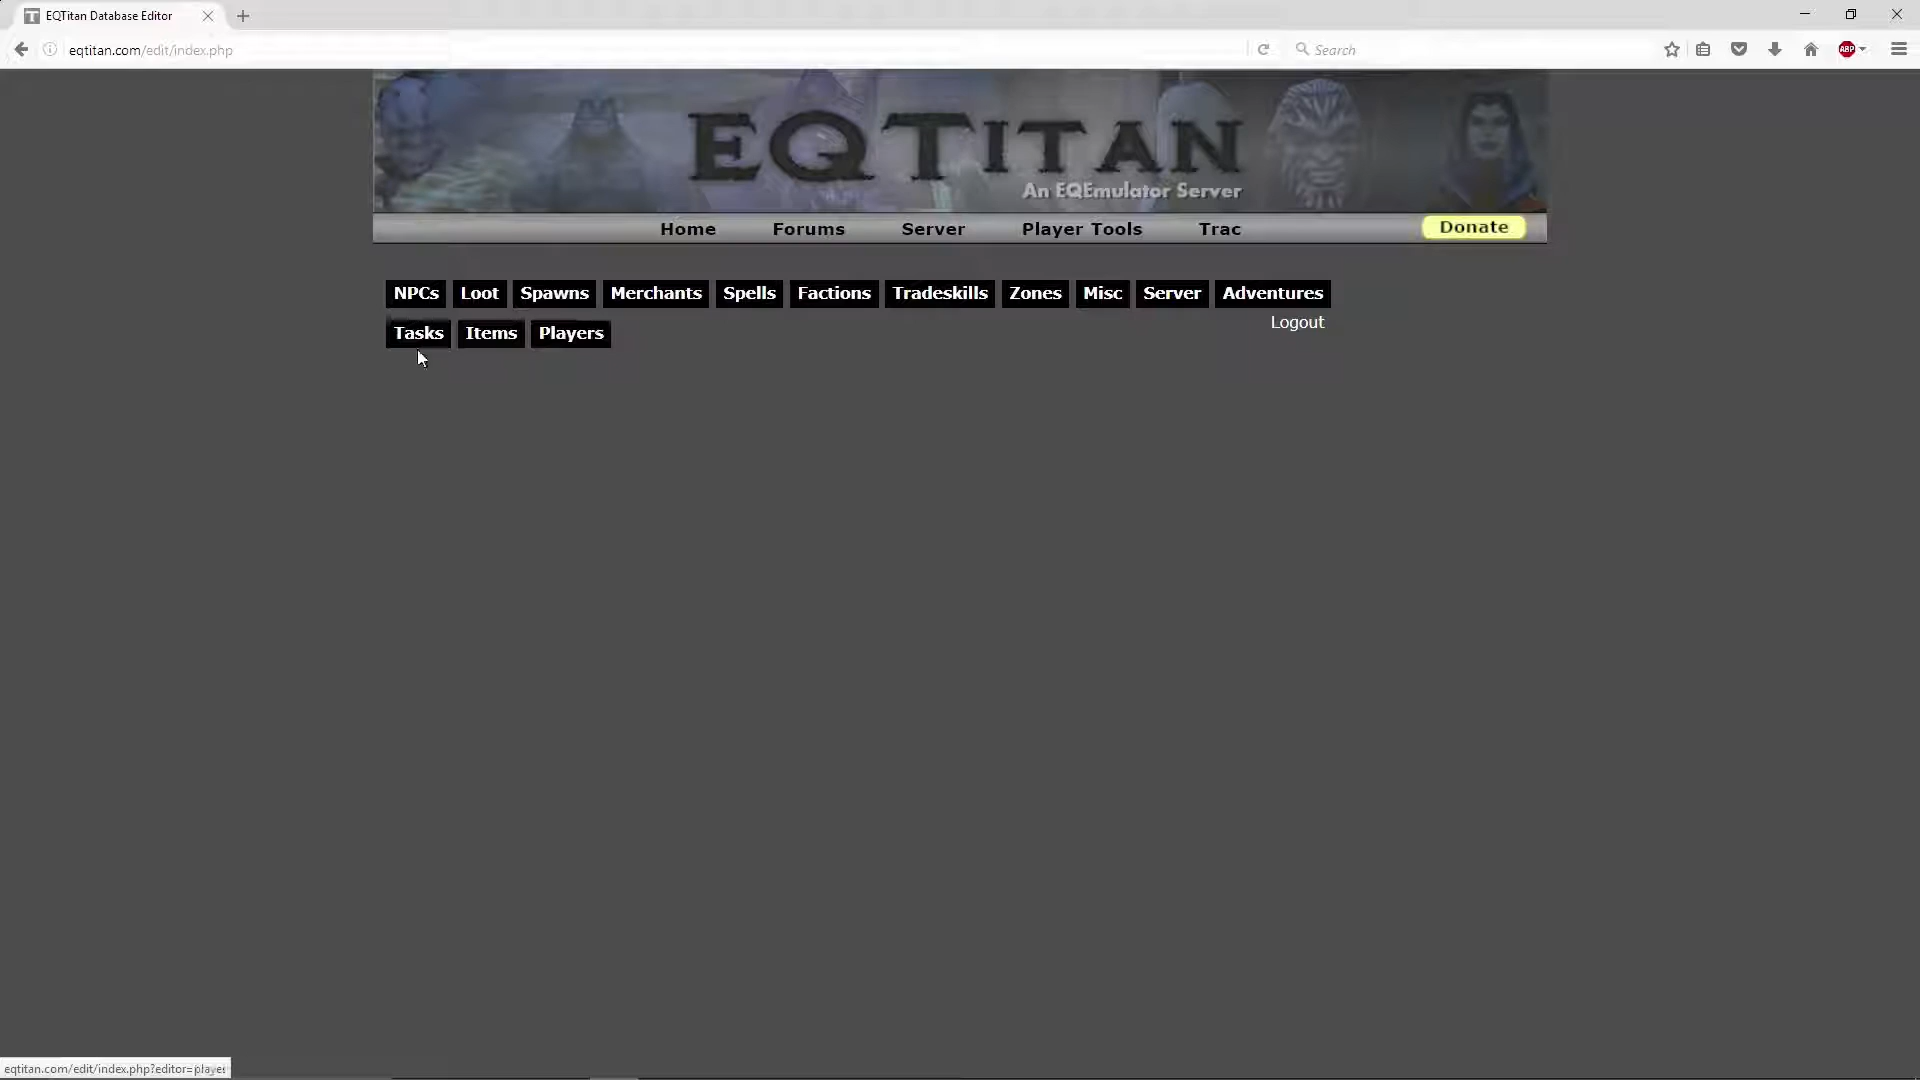 EQTitan Database Editor
eqtitan.com/edit/index.php
Search
ABP
EQTITAN
An EQEmulator Server
Home Forums Server Player Tools Trac Donate
NPCs Loot Spawns Merchants Spells Factions Tradeskills Zones Misc Server Adventures
Logout
Tasks Items Players
eqtitan.com/edit/index.php?editor=player